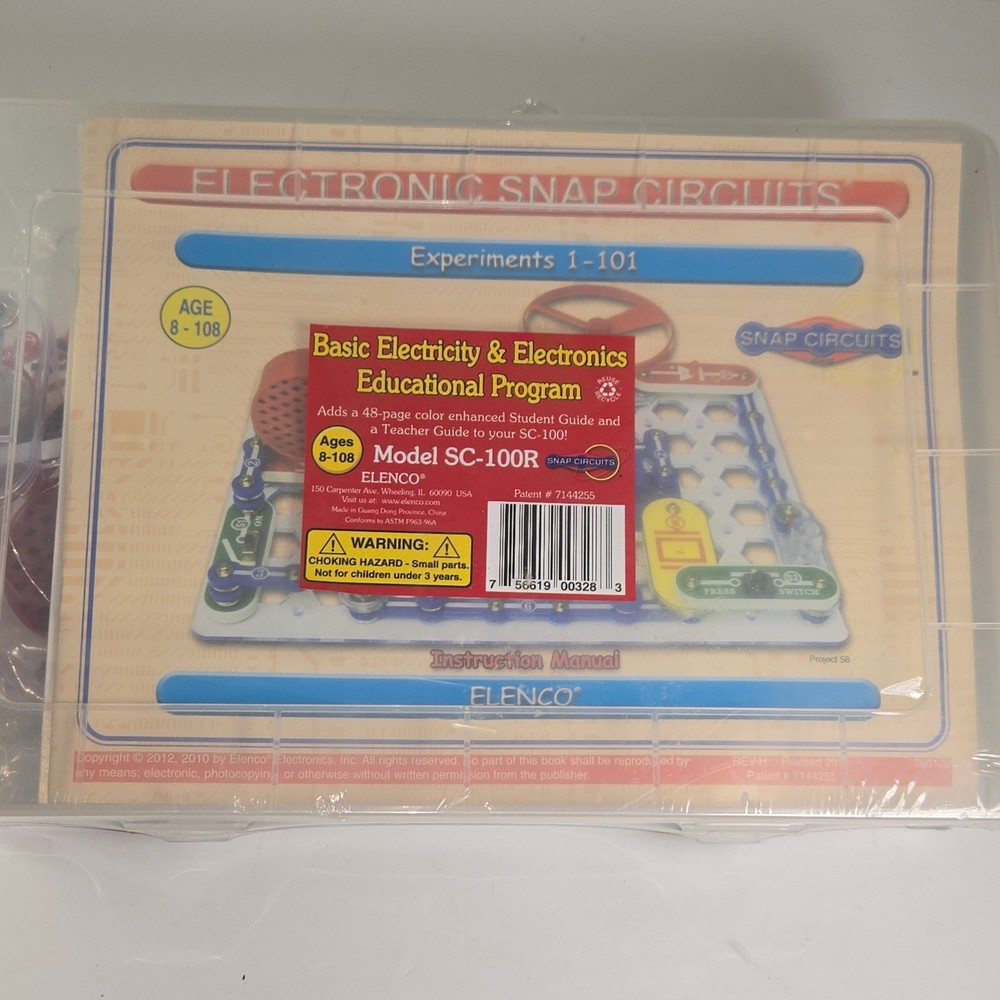 ELECTRONIC SNAP CIRCUITS
Experiments 1-101
AGE
8 - 108
SNAP CIRCUITS
Basic Electricity & Electronics
Educational Program
REUSE
RECYCLE
Adds a 48-page color enhanced Student Guide and
a Teacher Guide to your SC-100!
Ages
8-108
Model SC-100R
SNAP CIRCUITS
ELENCO®
150 Carpenter Ave, Wheeling, IL 60090 USA
Visit us at: www.elenco.com
Made in Guang Dong Province, China
Conforms to ASTM F963-96A
Patent # 7144255
WARNING:
CHOKING HAZARD - Small parts.
Not for children under 3 years.
7 56619 00328 3
PRESS SWITCH
Instruction Manual
Project 58
ELENCO®
Copyright © 2012, 2010 by Elenco® Electronics, Inc. All rights reserved. No part of this book shall be reproduced by
any means; electronic, photocopying, or otherwise without written permission from the publisher.
REV-H Revised
Patent # 7144255